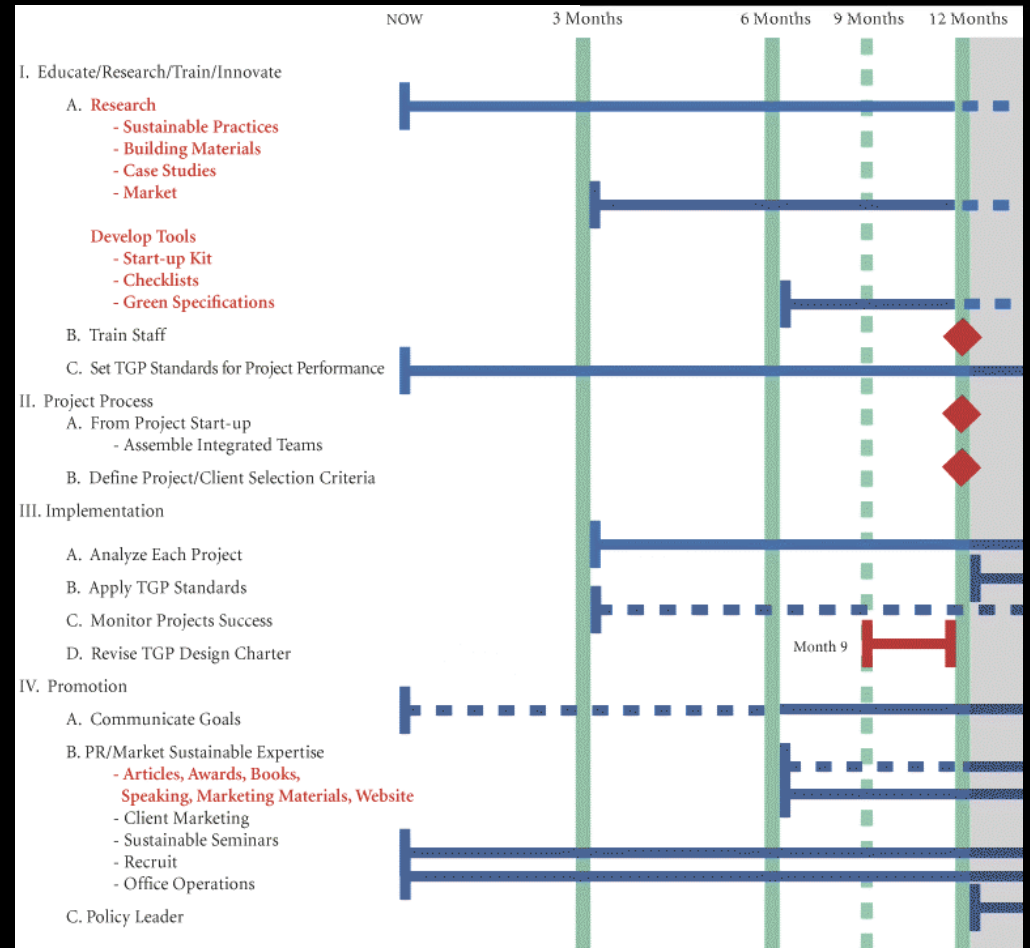 NOW 3 Months 6 Months 9 Months 12 Months
I. Educate/Research/Train/Innovate
A. Research
- Sustainable Practices
- Building Materials
- Case Studies
- Market
Develop Tools
- Start-up Kit
- Checklists
- Green Specifications
B. Train Staff
C. Set TGP Standards for Project Performance
II. Project Process
A. From Project Start-up
- Assemble Integrated Teams
B. Define Project/Client Selection Criteria
III. Implementation
A. Analyze Each Project
B. Apply TGP Standards
C. Monitor Projects Success
Month 9
D. Revise TGP Design Charter
IV. Promotion
A. Communicate Goals
B. PR/Market Sustainable Expertise
- Articles, Awards, Books,
Speaking, Marketing Materials, Website
- Client Marketing
- Sustainable Seminars
- Recruit
- Office Operations
C. Policy Leader